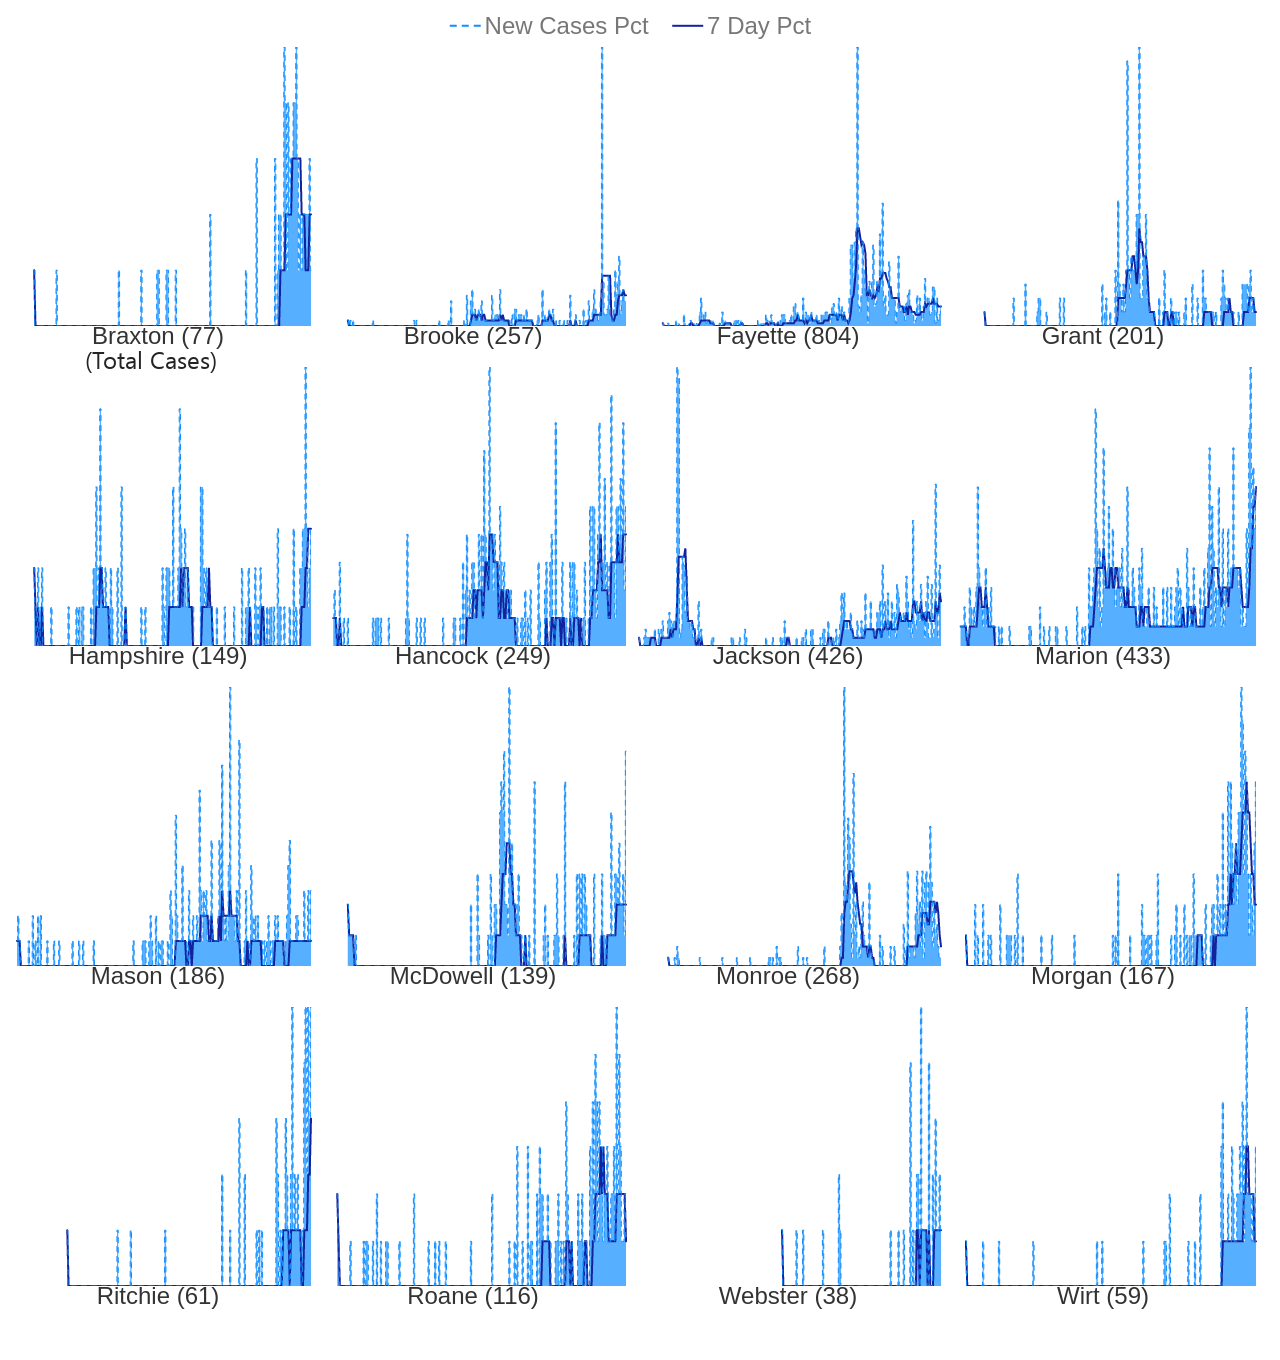 New Cases Pct 7 Day Pct
Braxton (77) Brooke (257) Fayette (804) Grant (201)
(Total Cases)
Hampshire (149) Hancock (249) Jackson (426) Marion (433)
Mason (186) McDowell (139) Monroe (268) Morgan (167)
Ritchie (61) Roane (116) Webster (38) Wirt (59)